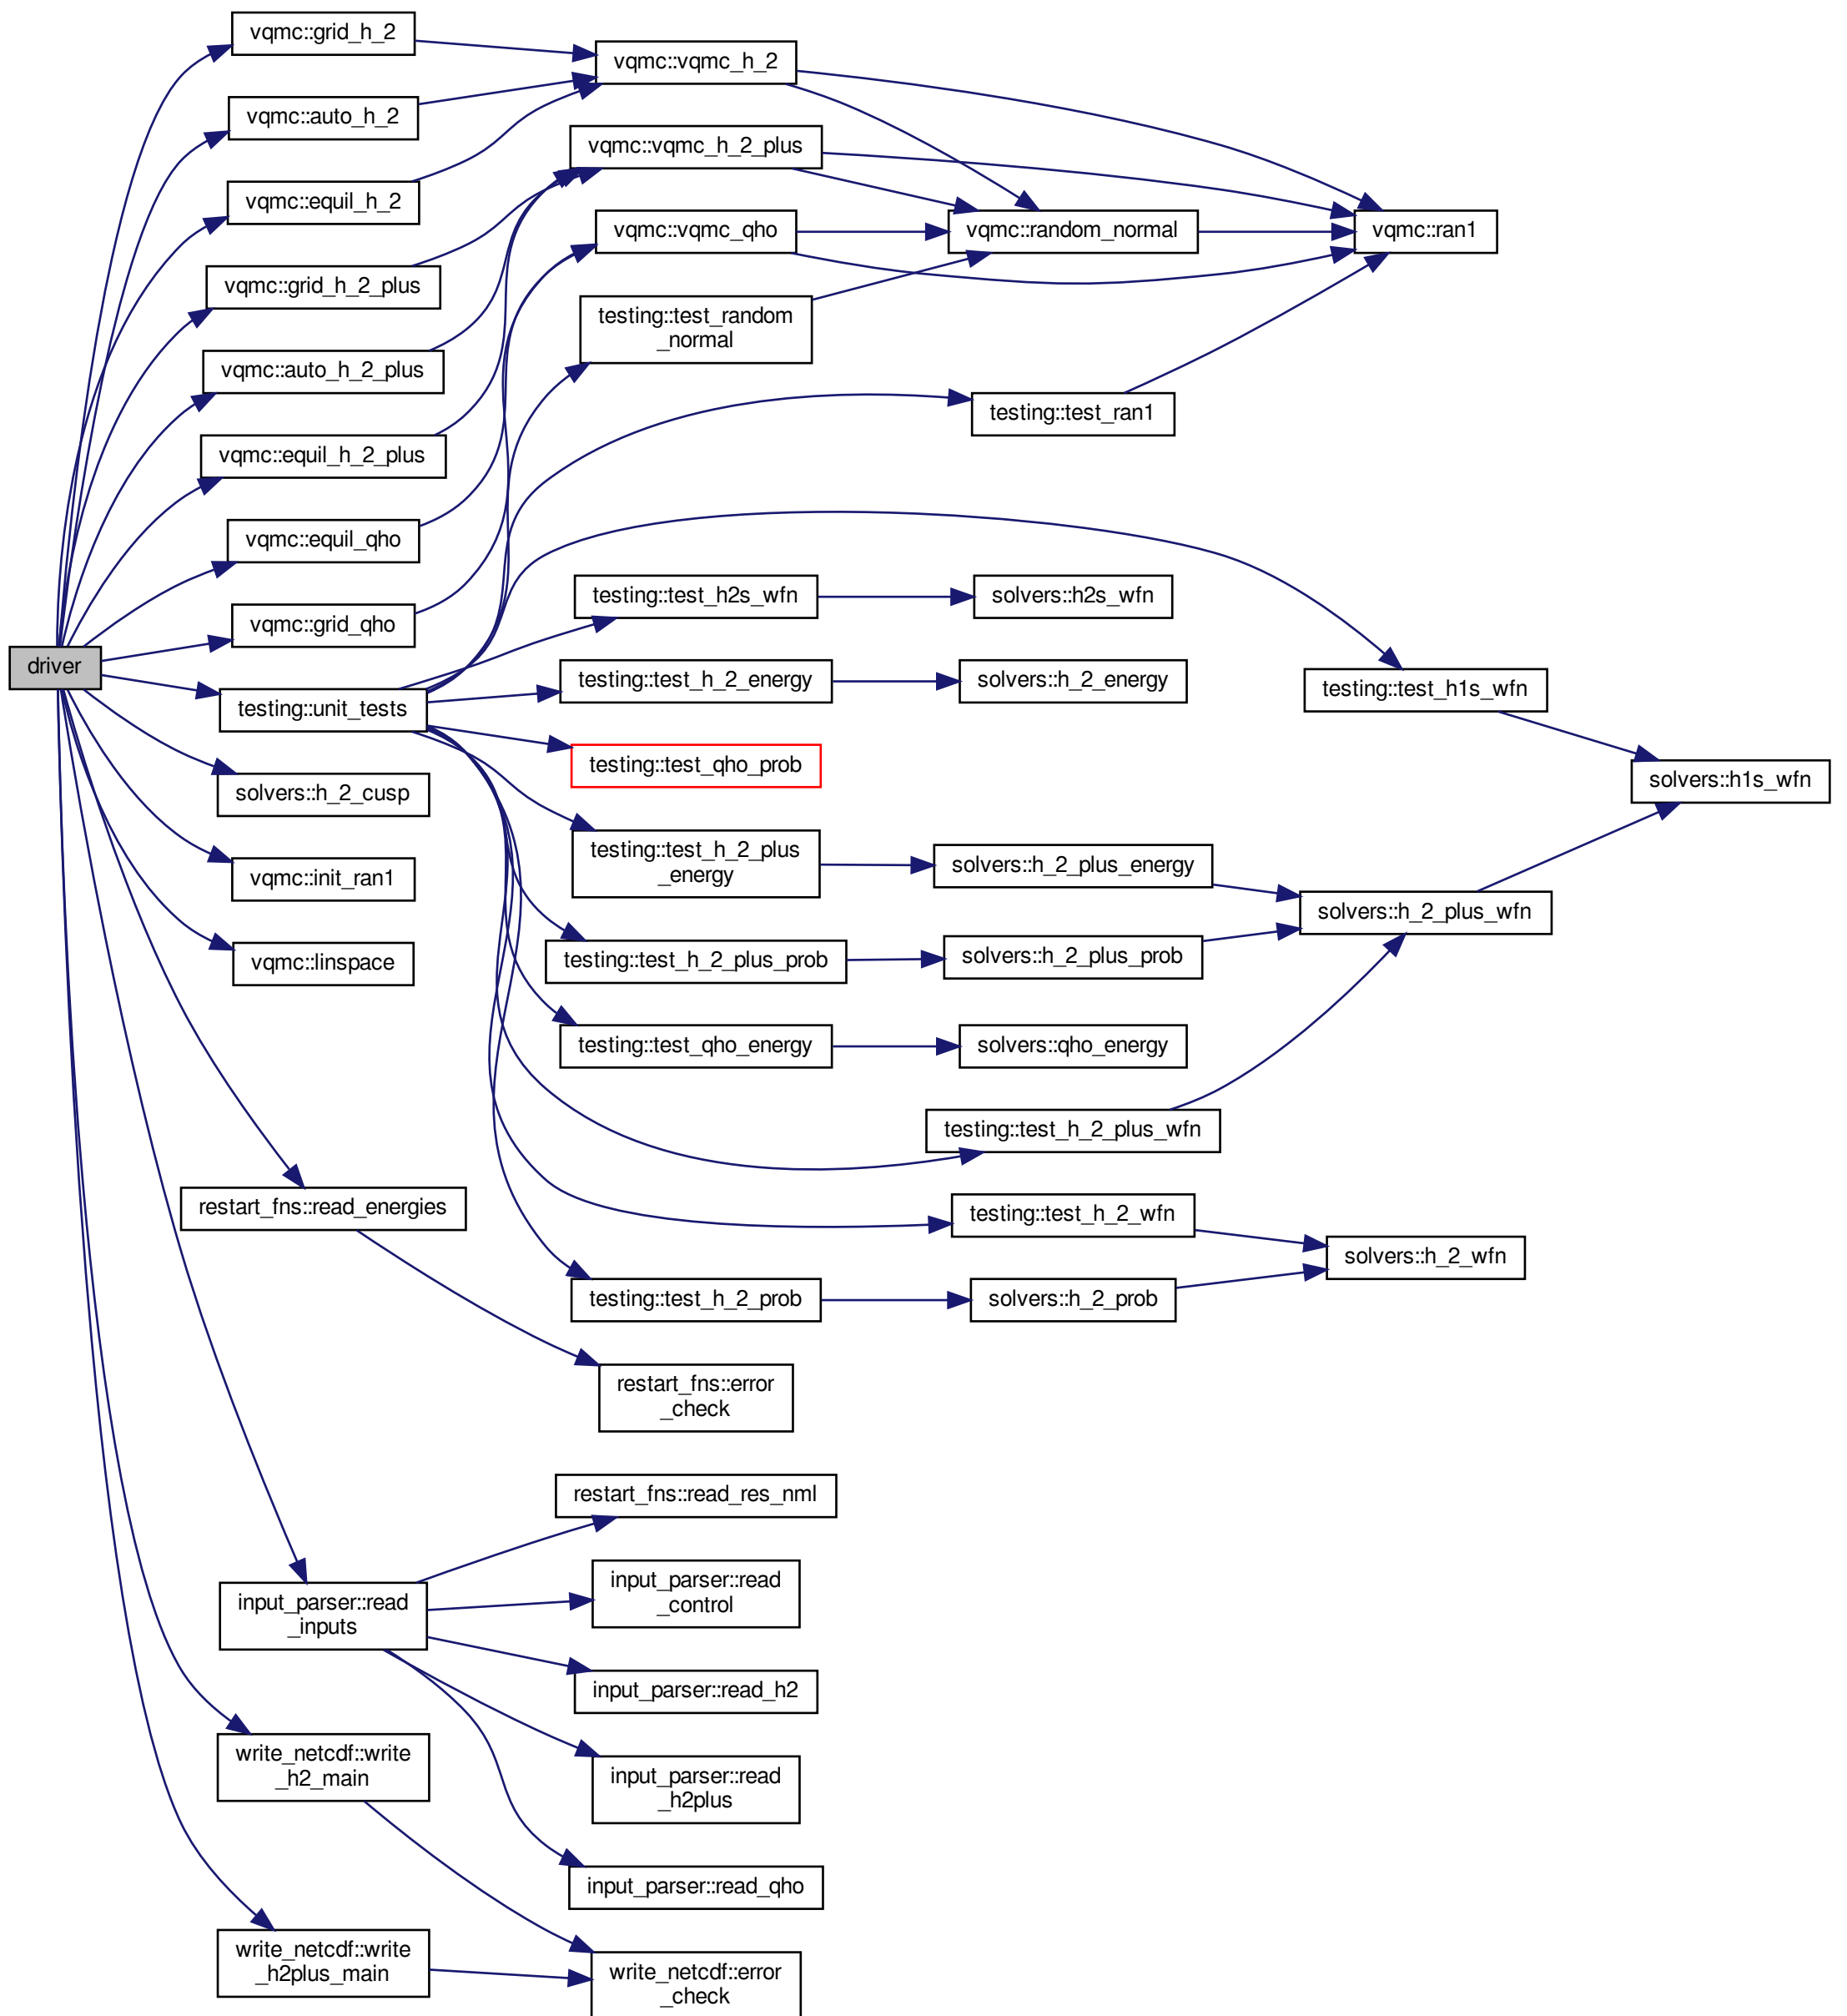 driver
vqmc::grid_h_2
vqmc::auto_h_2
vqmc::equil_h_2
vqmc::grid_h_2_plus
vqmc::auto_h_2_plus
vqmc::equil_h_2_plus
vqmc::equil_qho
vqmc::grid_qho
testing::unit_tests
solvers::h_2_cusp
vqmc::init_ran1
vqmc::linspace
restart_fns::read_energies
input_parser::read
_inputs
write_netcdf::write
_h2_main
write_netcdf::write
_h2plus_main
vqmc::vqmc_h_2
vqmc::vqmc_h_2_plus
vqmc::vqmc_qho
testing::test_random
_normal
testing::test_h2s_wfn
testing::test_h_2_energy
testing::test_qho_prob
testing::test_h_2_plus
_energy
testing::test_h_2_plus_prob
testing::test_qho_energy
testing::test_h_2_prob
restart_fns::error
_check
restart_fns::read_res_nml
input_parser::read
_control
input_parser::read_h2
input_parser::read
_h2plus
input_parser::read_qho
write_netcdf::error
_check
vqmc::random_normal
testing::test_ran1
solvers::h2s_wfn
solvers::h_2_energy
solvers::h_2_plus_energy
solvers::h_2_plus_prob
solvers::qho_energy
testing::test_h_2_plus_wfn
testing::test_h_2_wfn
solvers::h_2_prob
vqmc::ran1
testing::test_h1s_wfn
solvers::h_2_plus_wfn
solvers::h_2_wfn
solvers::h1s_wfn